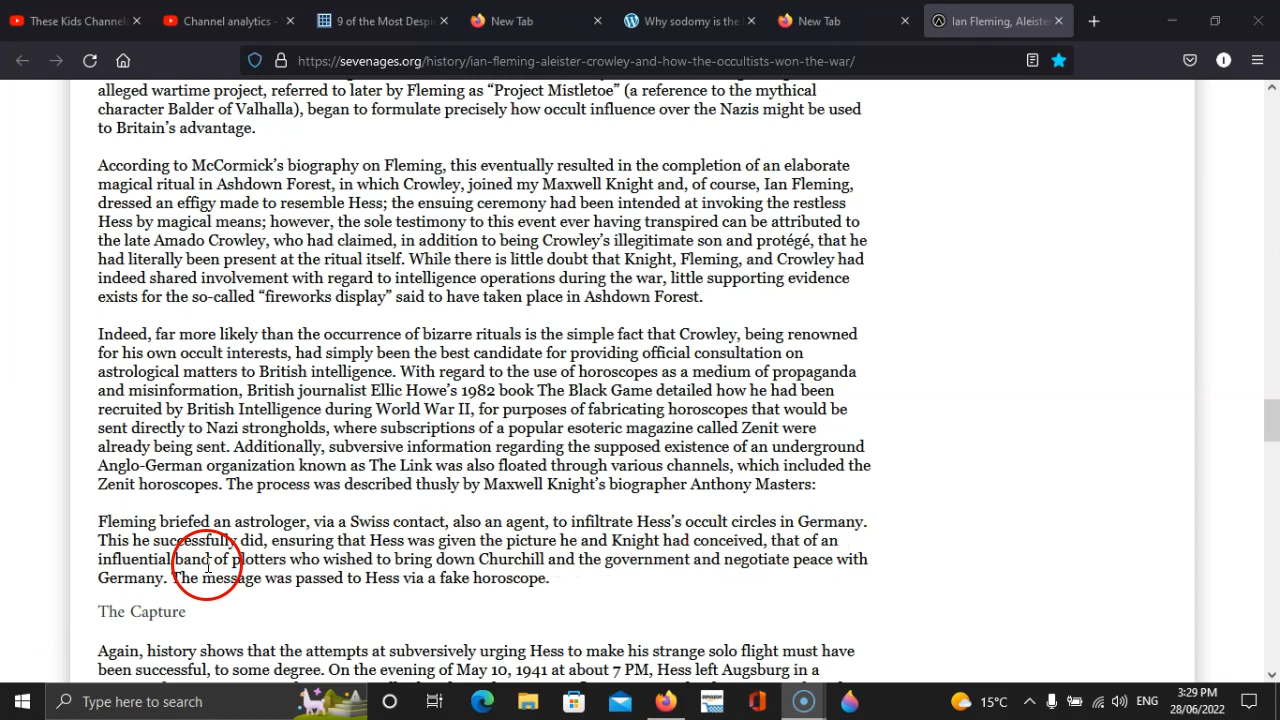 These Kids Channel
Channel analytics -
9 of the Most Despi
New Tab
Why sodomy is the
New Tab
Ian Fleming, Aleister
https://sevenages.org/history/ian-fleming-aleister-crowley-and-how-the-occultists-won-the-war/
alleged wartime project, referred to later by Fleming as “Project Mistletoe” (a reference to the mythical
character Balder of Valhalla), began to formulate precisely how occult influence over the Nazis might be used
to Britain’s advantage.
According to McCormick’s biography on Fleming, this eventually resulted in the completion of an elaborate
magical ritual in Ashdown Forest, in which Crowley, joined my Maxwell Knight and, of course, Ian Fleming,
dressed an effigy made to resemble Hess; the ensuing ceremony had been intended at invoking the restless
Hess by magical means; however, the sole testimony to this event ever having transpired can be attributed to
the late Amado Crowley, who had claimed, in addition to being Crowley’s illegitimate son and protégé, that he
had literally been present at the ritual itself. While there is little doubt that Knight, Fleming, and Crowley had
indeed shared involvement with regard to intelligence operations during the war, little supporting evidence
exists for the so-called “fireworks display” said to have taken place in Ashdown Forest.
Indeed, far more likely than the occurrence of bizarre rituals is the simple fact that Crowley, being renowned
for his own occult interests, had simply been the best candidate for providing official consultation on
astrological matters to British intelligence. With regard to the use of horoscopes as a medium of propaganda
and misinformation, British journalist Ellic Howe’s 1982 book The Black Game detailed how he had been
recruited by British Intelligence during World War II, for purposes of fabricating horoscopes that would be
sent directly to Nazi strongholds, where subscriptions of a popular esoteric magazine called Zenit were
already being sent. Additionally, subversive information regarding the supposed existence of an underground
Anglo-German organization known as The Link was also floated through various channels, which included the
Zenit horoscopes. The process was described thusly by Maxwell Knight’s biographer Anthony Masters:
Fleming briefed an astrologer, via a Swiss contact, also an agent, to infiltrate Hess’s occult circles in Germany.
This he successfully did, ensuring that Hess was given the picture he and Knight had conceived, that of an
influential band of plotters who wished to bring down Churchill and the government and negotiate peace with
Germany. The message was passed to Hess via a fake horoscope.
The Capture
Again, history shows that the attempts at subversively urging Hess to make his strange solo flight must have
been successful, to some degree. On the evening of May 10, 1941 at about 7 PM, Hess left Augsburg in a
Type here to search
15°C
ENG
3:29 PM
28/06/2022